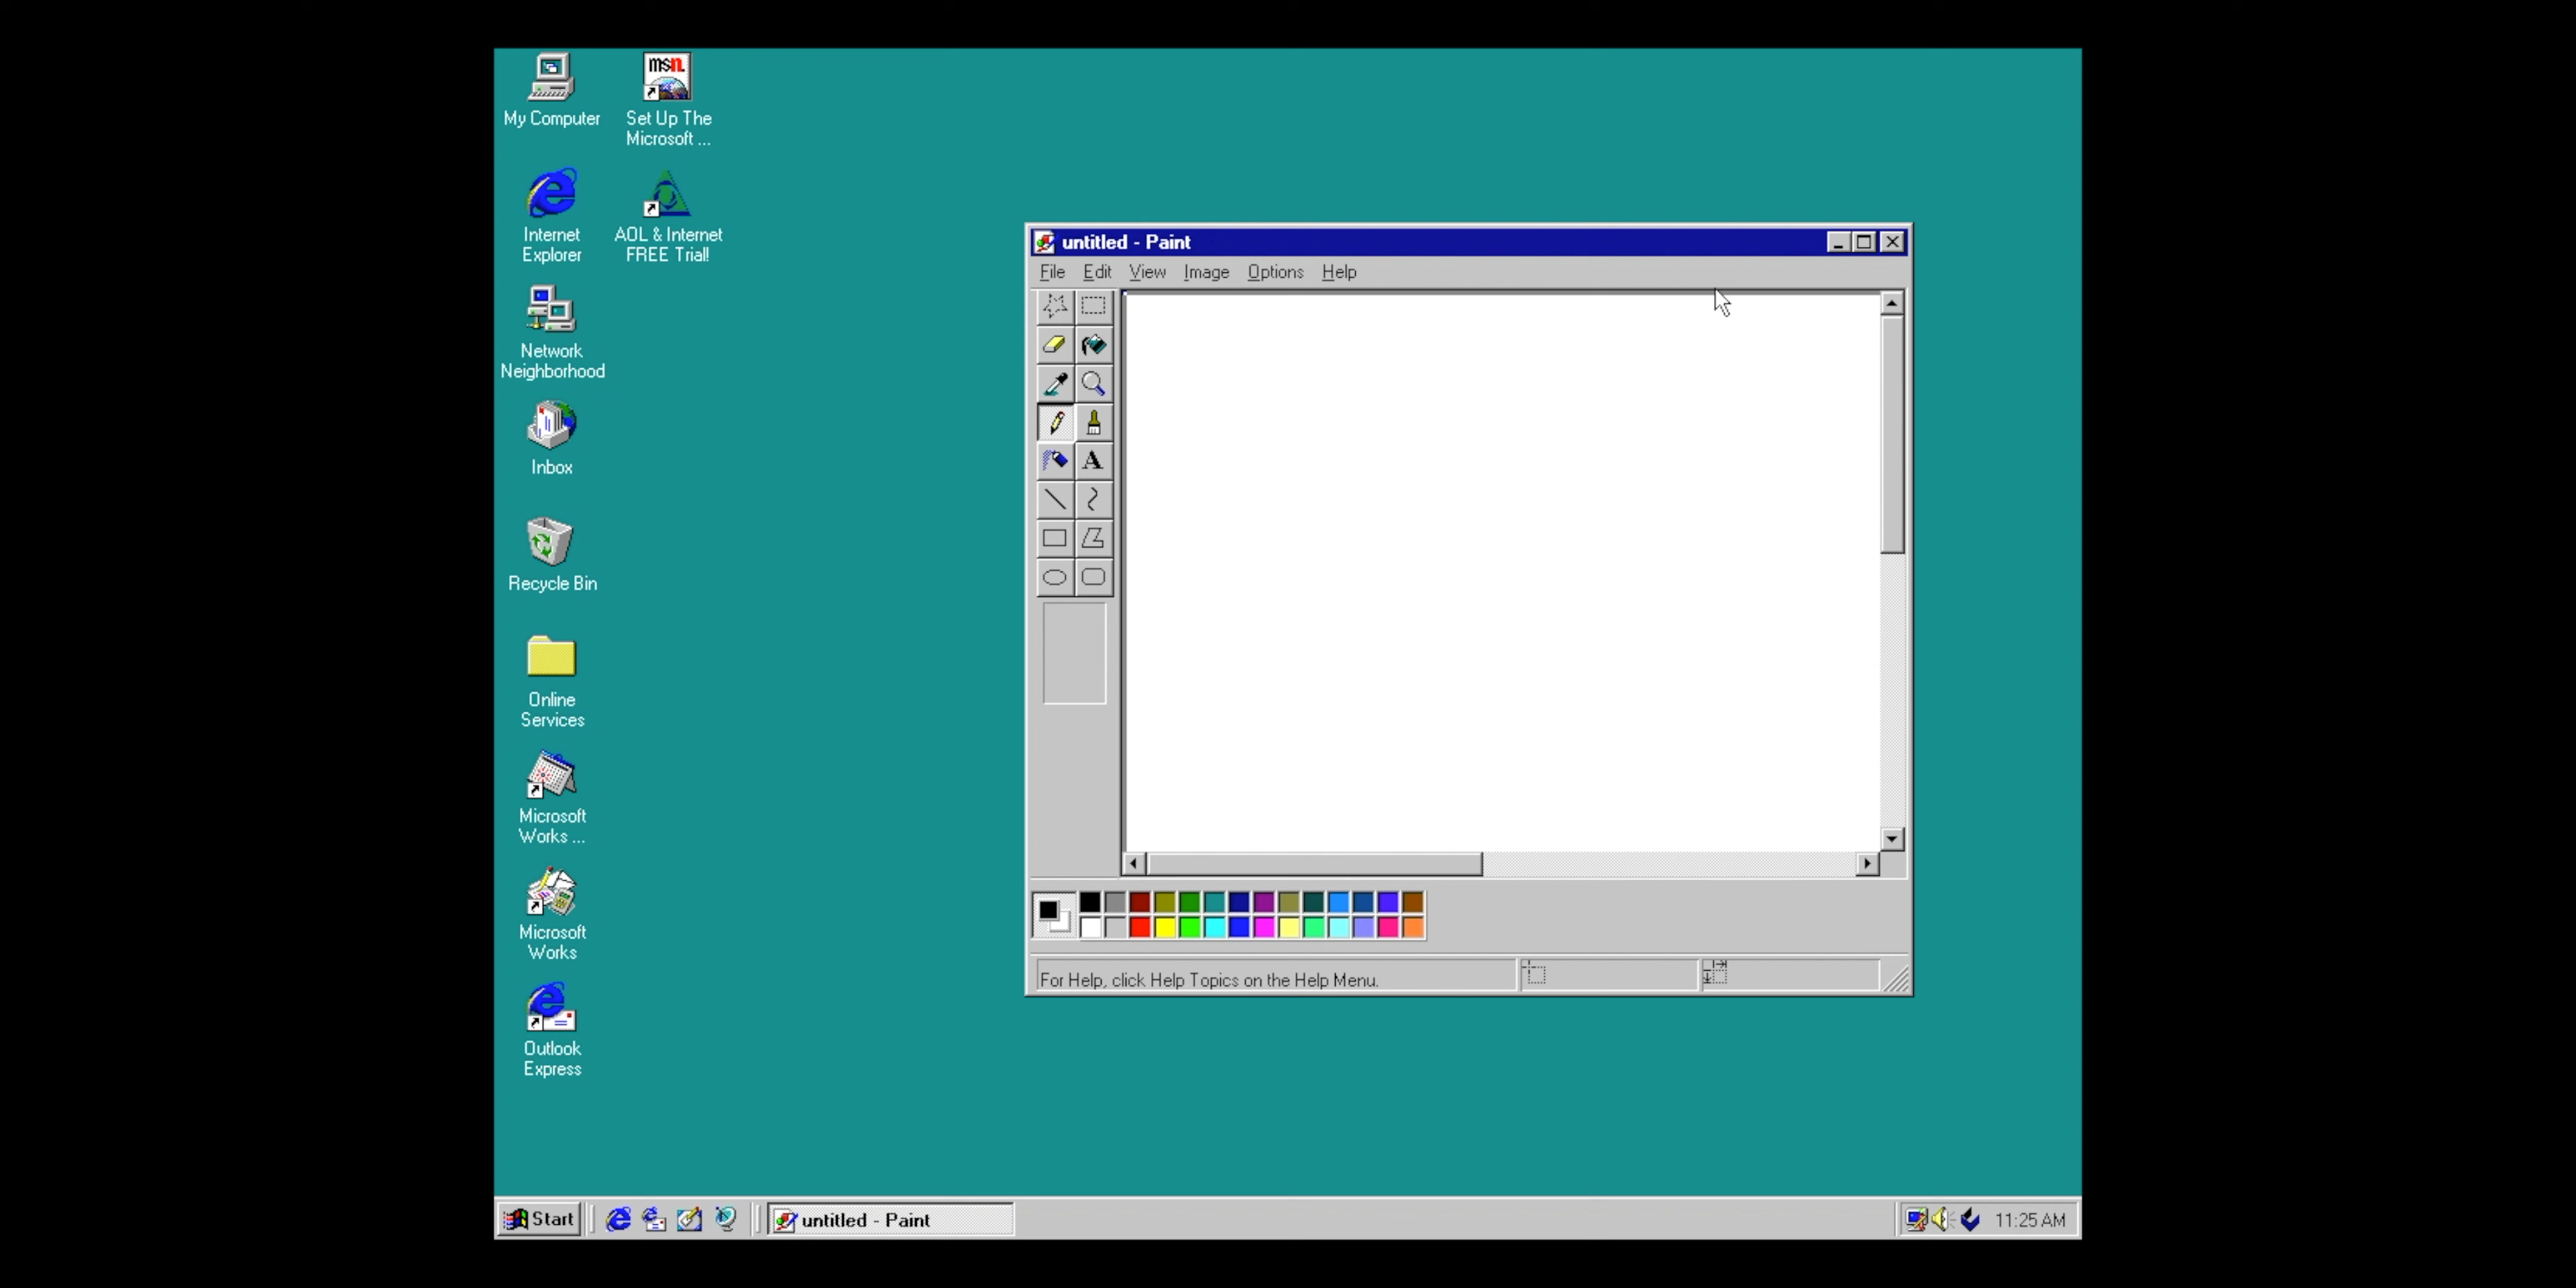 My Computer
msn
Set Up The
Microsoft ...
Internet
Explorer
AOL & Internet
FREE Trial!
Network
Neighborhood
Inbox
Recycle Bin
Online
Services
Microsoft
Works ...
Microsoft
Works
Outlook
Express
untitled - Paint
File Edit View Image Options Help
A
For Help, click Help Topics on the Help Menu.
Start
untitled - Paint
11:25 AM